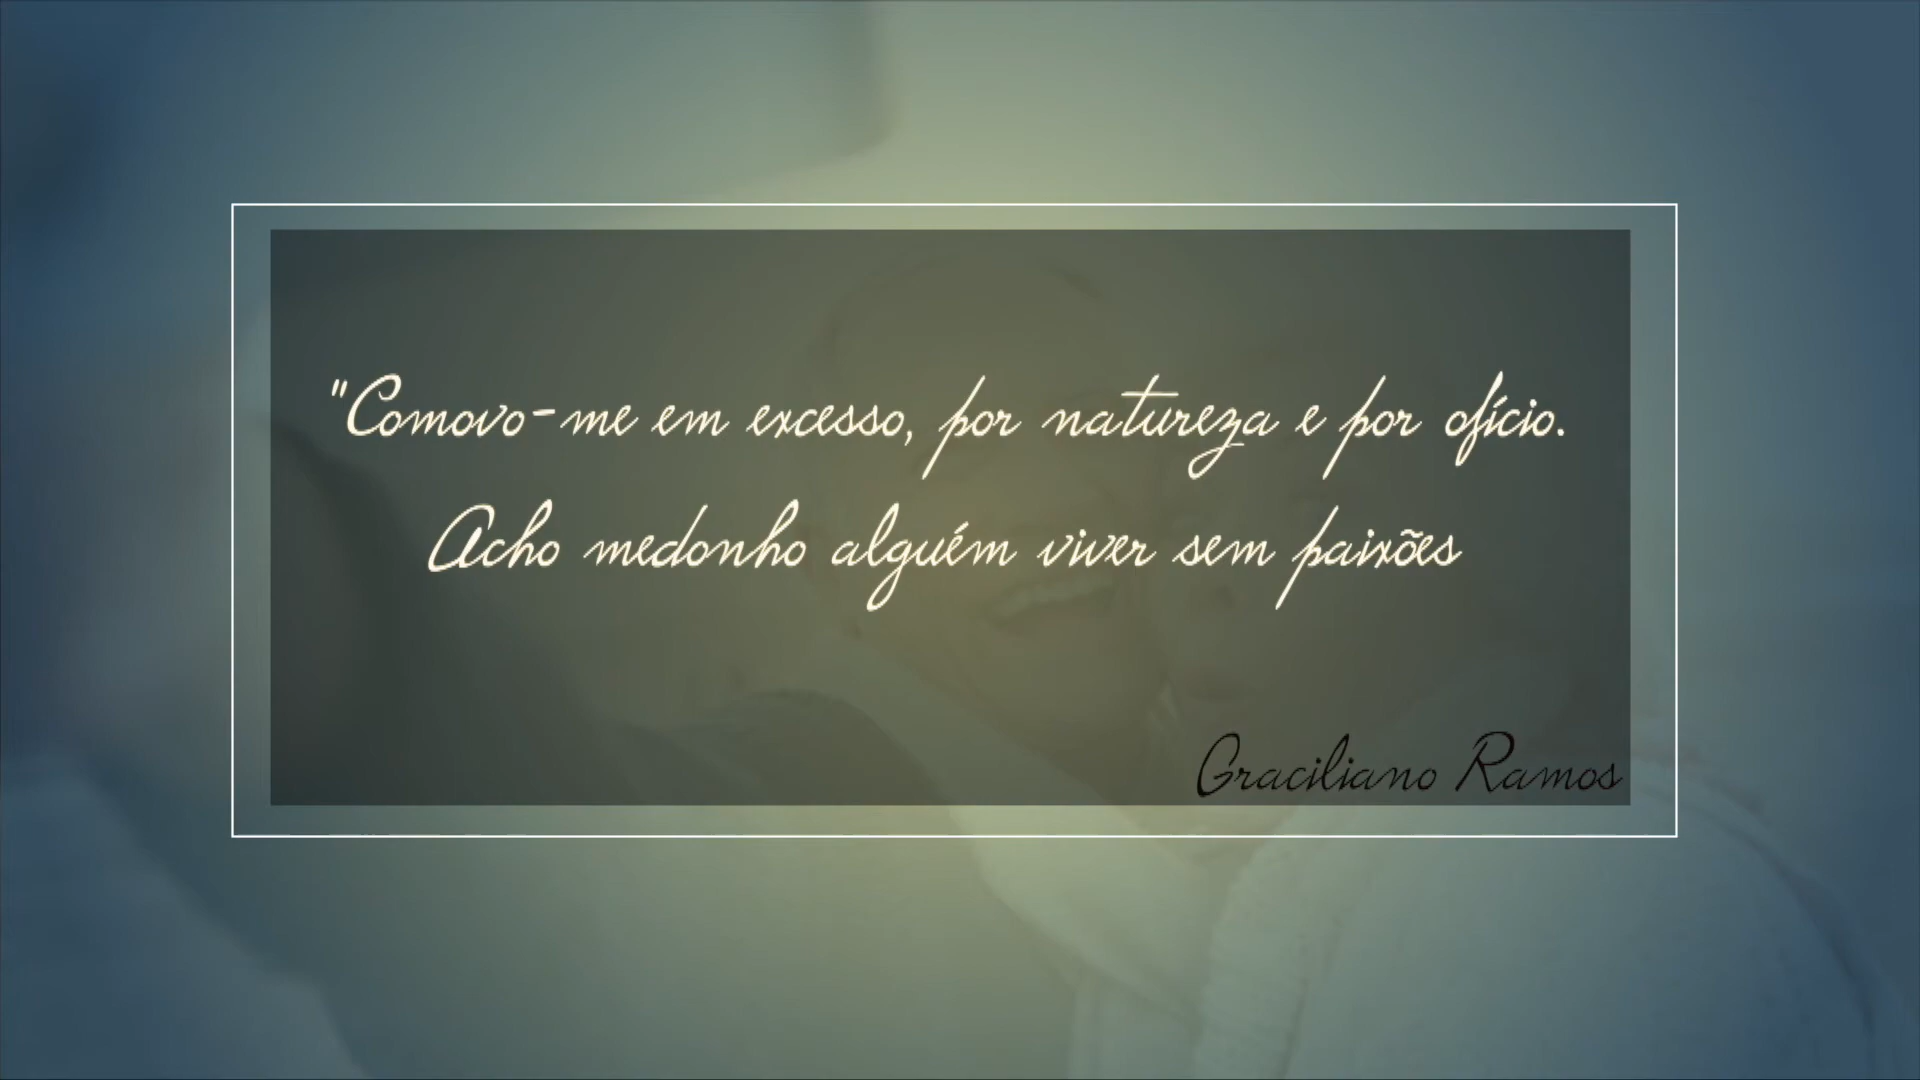 "Comovo-me em excesso, por natureza e por ofício.
Acho medonho alguém viver sem paixões
Graciliano Ramos